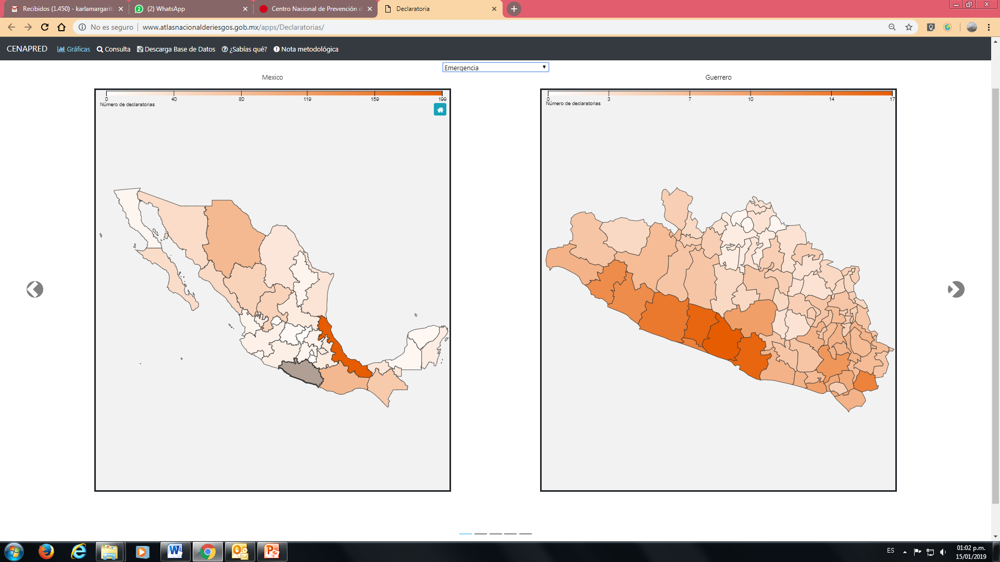 Recibidos (1.450) - karlamargarit
(2) WhatsApp
Centro Nacional de Prevención d
Declaratoria
No es seguro
www.atlasnacionalderiesgos.gob.mx/apps/Declaratorias/
CENAPRED
Gráficas
Consulta
Descarga Base de Datos
¿Sabías qué?
Nota metodológica
Emergencia
Mexico
0 40 80 119 159 199
Número de declaratorias
Guerrero
0 3 7 10 14 17
Número de declaratorias
ES
01:02 p.m.
15/01/2019